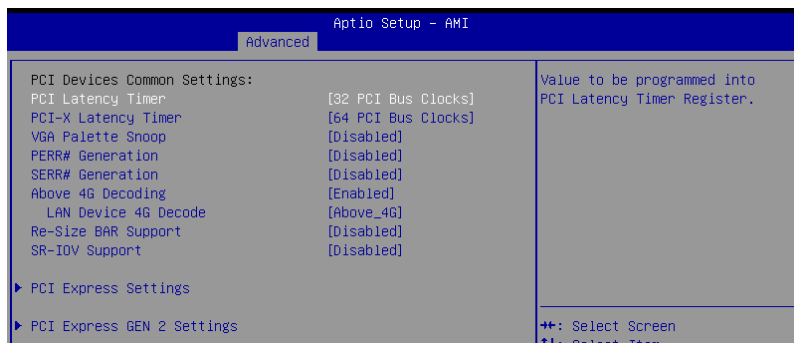 Aptio Setup – AMI
Advanced
PCI Devices Common Settings:
PCI Latency Timer [32 PCI Bus Clocks]
PCI-X Latency Timer [64 PCI Bus Clocks]
VGA Palette Snoop [Disabled]
PERR# Generation [Disabled]
SERR# Generation [Disabled]
Above 4G Decoding [Enabled]
LAN Device 4G Decode [Above_4G]
Re-Size BAR Support [Disabled]
SR-IOV Support [Disabled]
PCI Express Settings
PCI Express GEN 2 Settings
Value to be programmed into
PCI Latency Timer Register.
→←: Select Screen
↑↓: Select Item